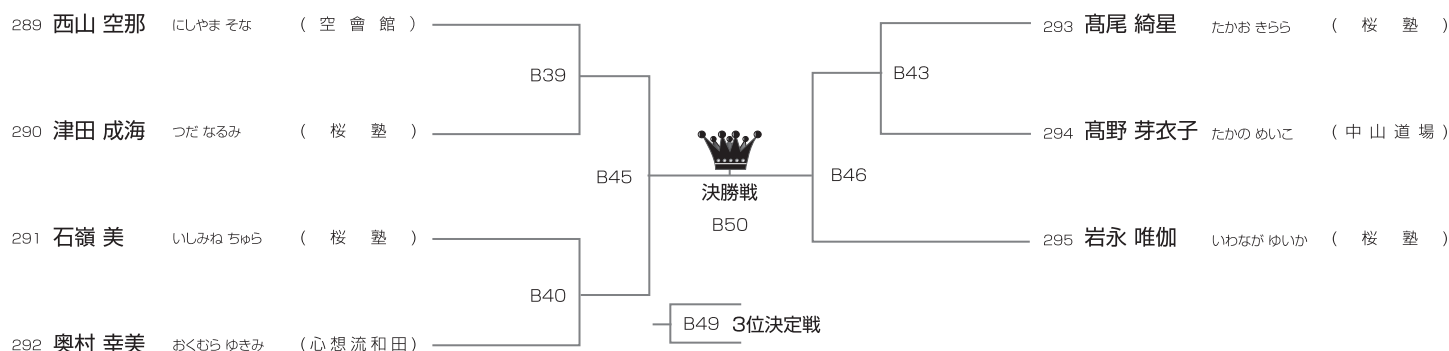 289 西山 空那 にしやま そな ( 空 會 館 )
B39
290 津田 成海 つだ なるみ ( 桜 塾 )
B45
291 石嶺 美 いしみね ちゅら ( 桜 塾 )
B40
292 奥村 幸美 おくむら ゆきみ (心想流和田)
決勝戦
B50
B49 3位決定戦
293 髙尾 綺星 たかお きらら ( 桜 塾 )
B43
294 髙野 芽衣子 たかの めいこ (中山道場)
B46
295 岩永 唯伽 いわなが ゆいか ( 桜 塾 )